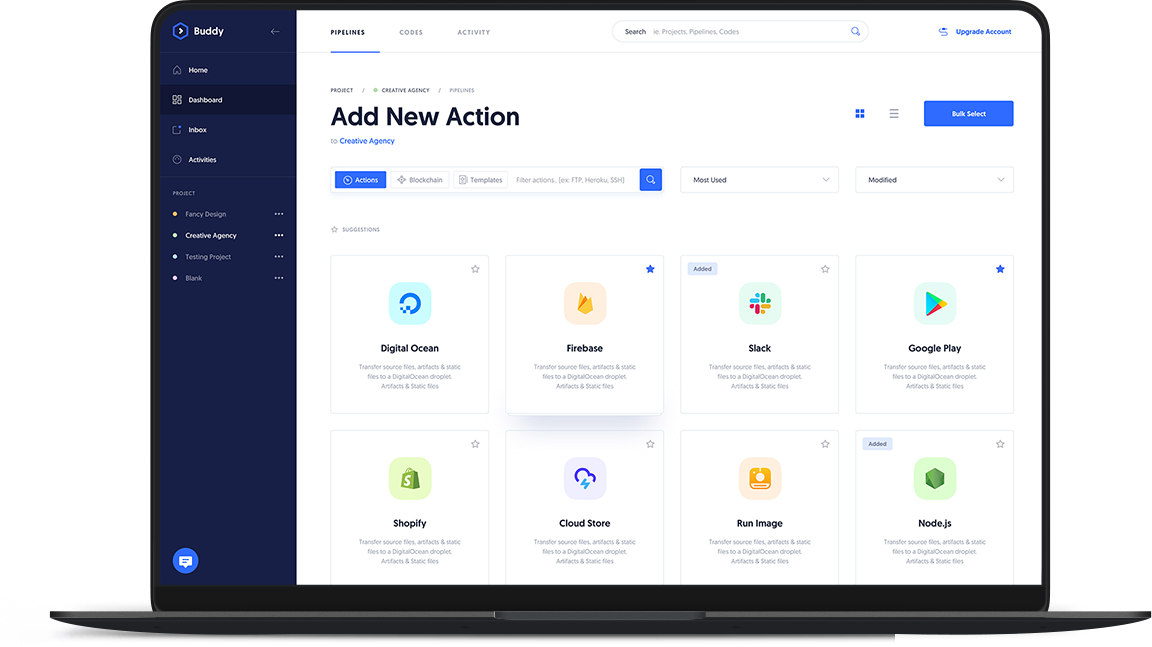 Buddy
Home
Dashboard
Inbox
Activities
PROJECT
Fancy Design
Creative Agency
Testing Project
Blank
PIPELINES CODES ACTIVITY
Search ie. Projects, Pipelines, Codes
Upgrade Account
PROJECT / CREATIVE AGENCY / PIPELINES
Add New Action
to Creative Agency
Bulk Select
Actions Blockchain Templates Filter actions.. (ex: FTP, Heroku, SSH)
Most Used
Modified
SUGGESTIONS
Digital Ocean
Transfer source files, artifacts & static
files to a DigitalOcean droplet.
Artifacts & Static files
Firebase
Transfer source files, artifacts & static
files to a DigitalOcean droplet.
Artifacts & Static files
Added
Slack
Transfer source files, artifacts & static
files to a DigitalOcean droplet.
Artifacts & Static files
Google Play
Transfer source files, artifacts & static
files to a DigitalOcean droplet.
Artifacts & Static files
Shopify
Transfer source files, artifacts & static
files to a DigitalOcean droplet.
Artifacts & Static files
Cloud Store
Transfer source files, artifacts & static
files to a DigitalOcean droplet.
Artifacts & Static files
Run Image
Transfer source files, artifacts & static
files to a DigitalOcean droplet.
Artifacts & Static files
Added
Node.js
Transfer source files, artifacts & static
files to a DigitalOcean droplet.
Artifacts & Static files